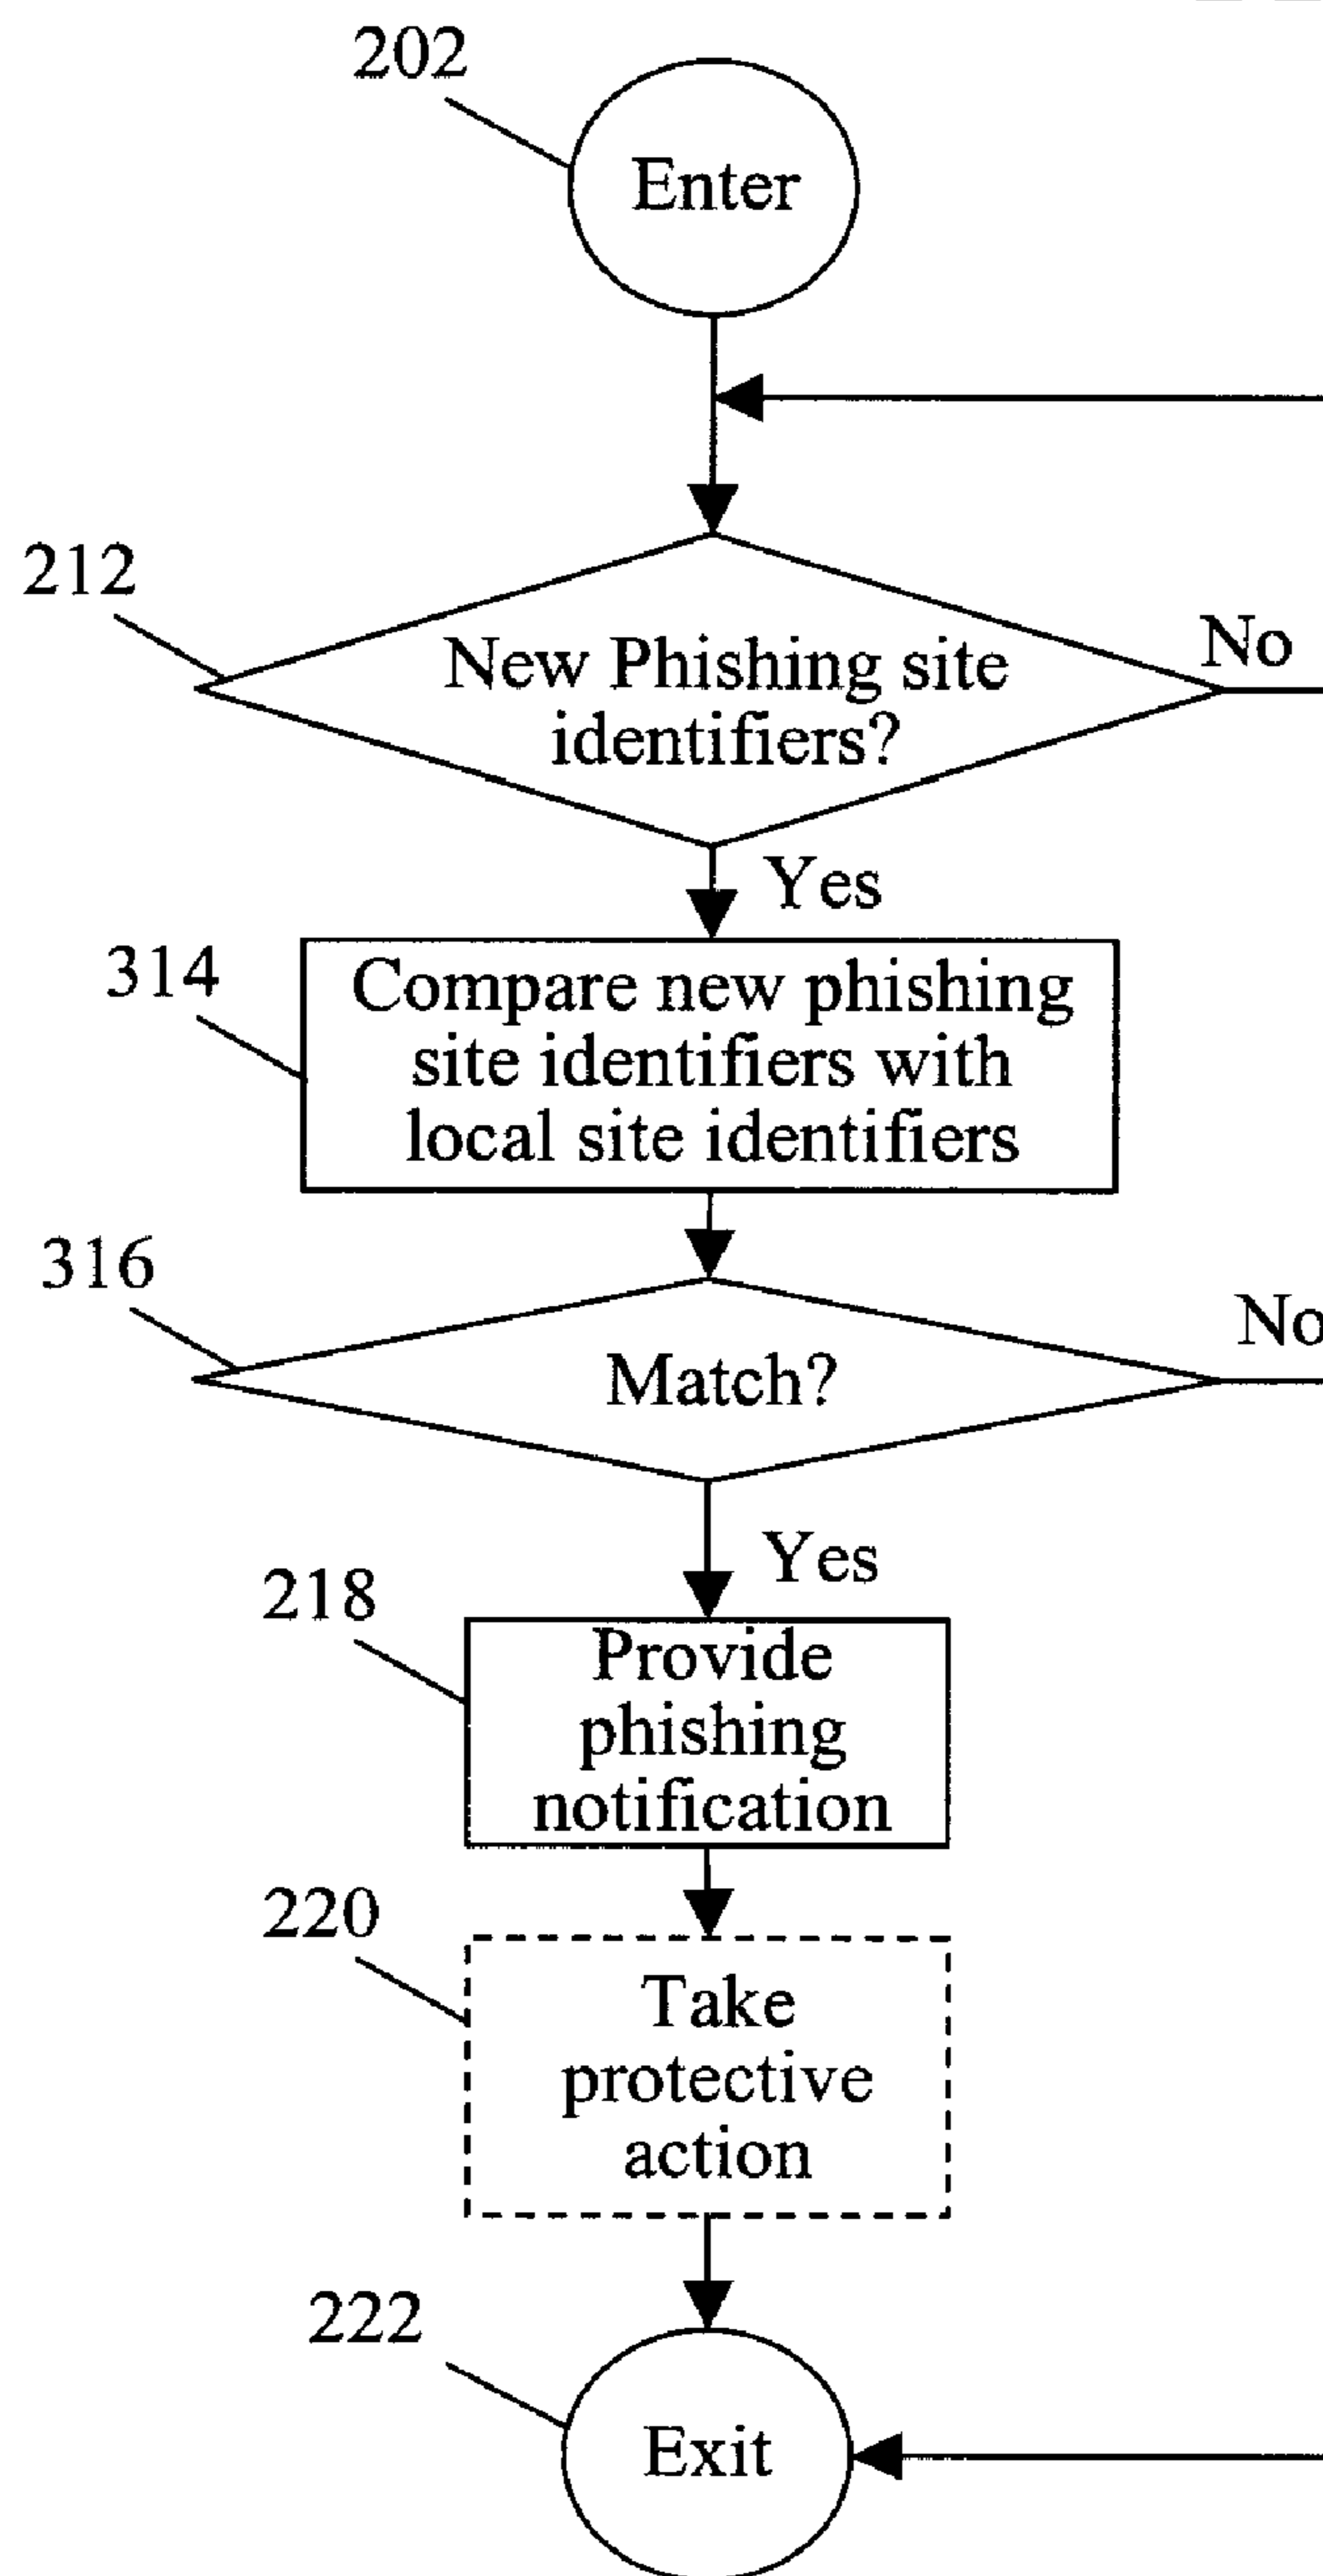 202
Enter
212
New Phishing site
identifiers?
No
Yes
314
Compare new phishing
site identifiers with
local site identifiers
316
Match?
No
Yes
218
Provide
phishing
notification
220
Take
protective
action
222
Exit